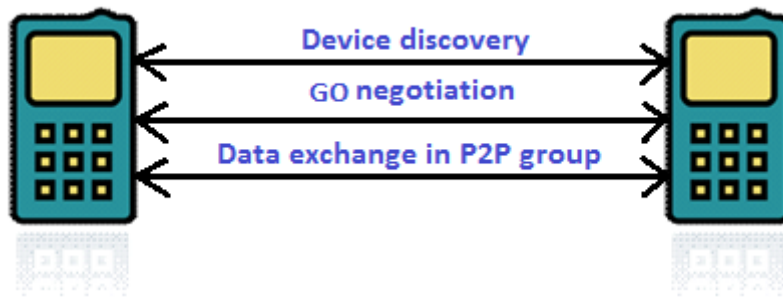 Device discovery
GO negotiation
Data exchange in P2P group